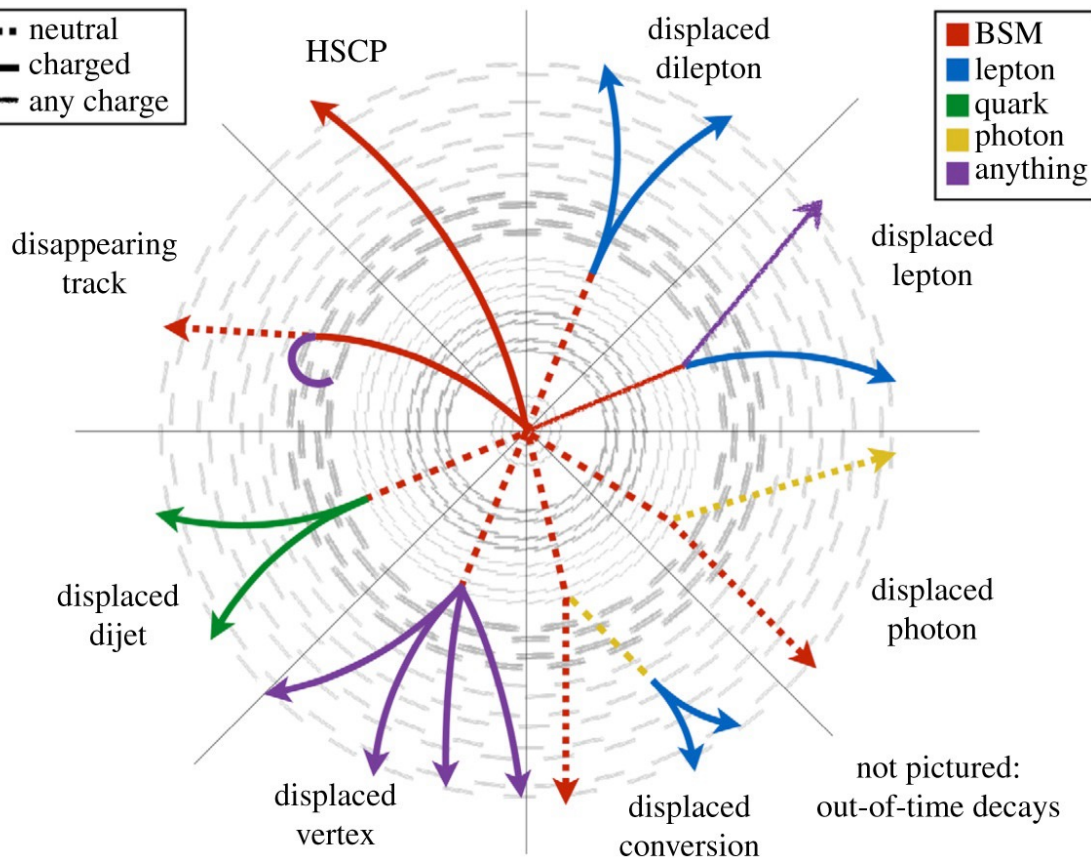 neutral
charged
any charge
HSCP
displaced
dilepton
BSM
lepton
quark
photon
anything
disappearing
track
displaced
lepton
displaced
dijet
displaced
photon
displaced
vertex
displaced
conversion
not pictured:
out-of-time decays